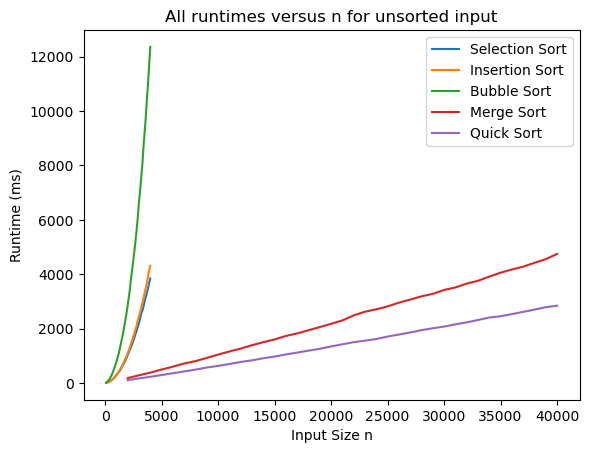 All runtimes versus n for unsorted input
Selection Sort
Insertion Sort
Bubble Sort
Merge Sort
Quick Sort
Runtime (ms)
12000
10000
8000
6000
4000
2000
0
0 5000 10000 15000 20000 25000 30000 35000 40000
Input Size n